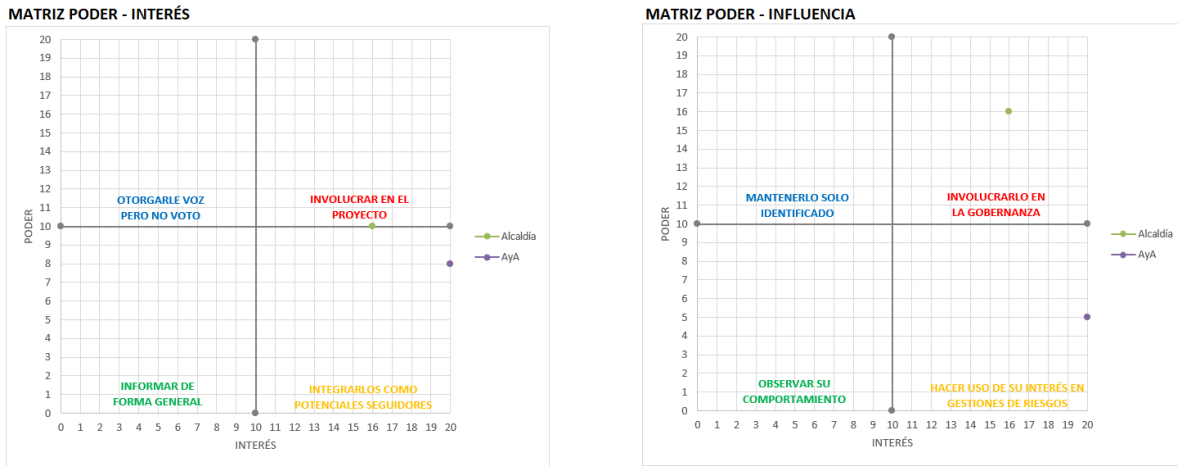 MATRIZ PODER - INTERÉS
20
19
18
17
16
15
14
13
12
11
10
9
8
7
6
5
4
3
2
1
0
PODER
OTORGARLE VOZ
PERO NO VOTO
INVOLUCRAR EN EL
PROYECTO
INFORMAR DE
FORMA GENERAL
INTEGRARLOS COMO
POTENCIALES SEGUIDORES
0 1 2 3 4 5 6 7 8 9 10 11 12 13 14 15 16 17 18 19 20
INTERÉS
Alcaldía
AyA
MATRIZ PODER - INFLUENCIA
20
19
18
17
16
15
14
13
12
11
10
9
8
7
6
5
4
3
2
1
0
PODER
MANTENERLO SOLO
IDENTIFICADO
INVOLUCRARLO EN
LA GOBERNANZA
OBSERVAR SU
COMPORTAMIENTO
HACER USO DE SU INTERÉS EN
GESTIONES DE RIESGOS
0 1 2 3 4 5 6 7 8 9 10 11 12 13 14 15 16 17 18 19 20
INTERÉS
Alcaldía
AyA